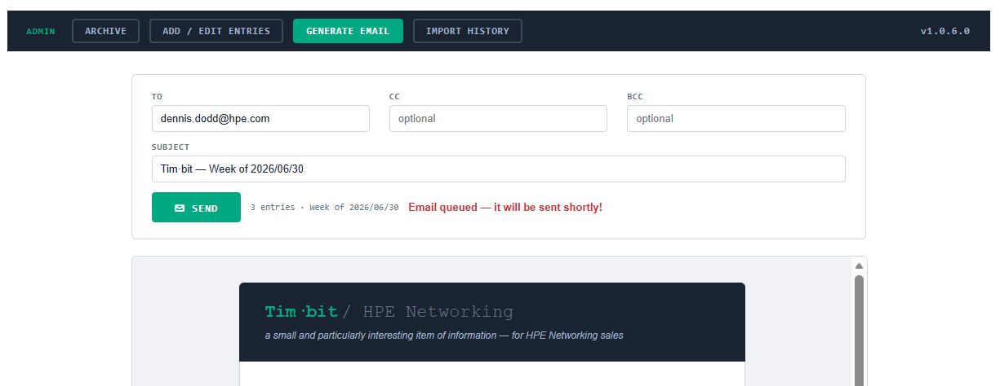 ADMIN ARCHIVE ADD / EDIT ENTRIES GENERATE EMAIL IMPORT HISTORY v1.0.6.0
TO CC BCC
dennis.dodd@hpe.com optional optional
SUBJECT
Tim·bit — Week of 2026/06/30
SEND 3 entries · Week of 2026/06/30 Email queued — it will be sent shortly!
Tim·bit / HPE Networking
a small and particularly interesting item of information — for HPE Networking sales